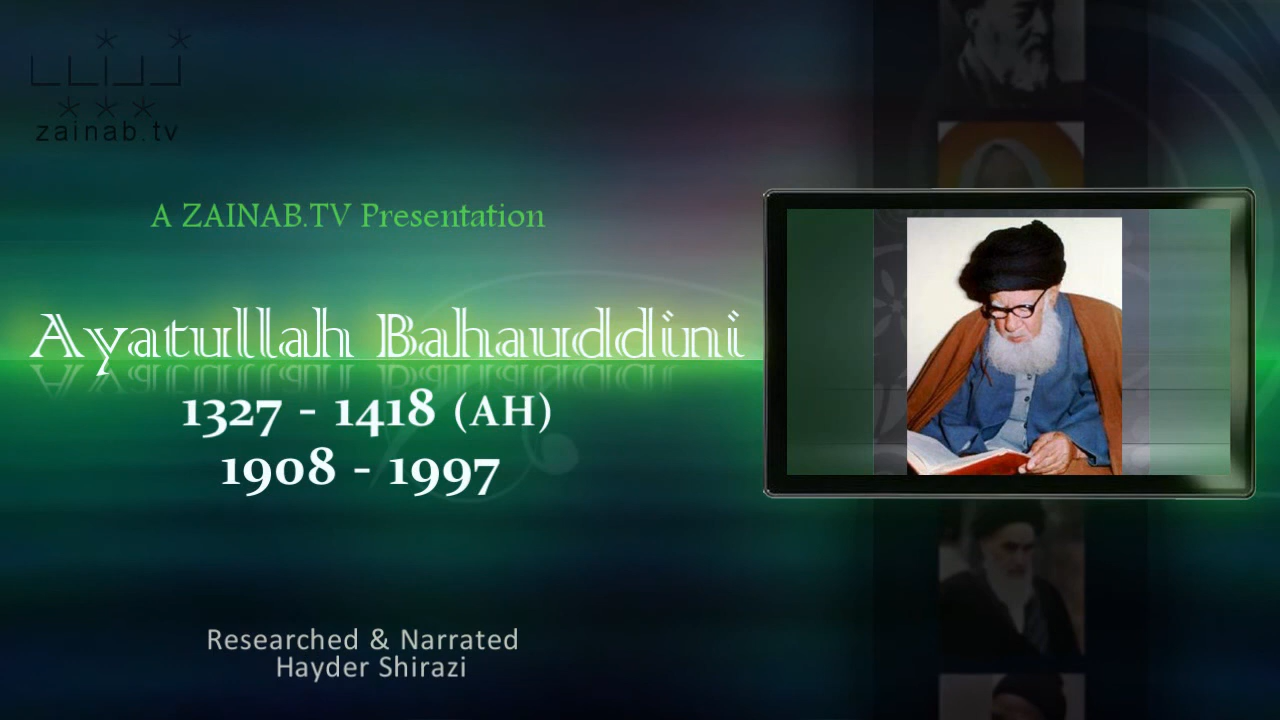 zainab.tv
A ZAINAB.TV Presentation
Ayatullah Bahauddini
1327 - 1418 (AH)
1908 - 1997
Researched & Narrated
Hayder Shirazi